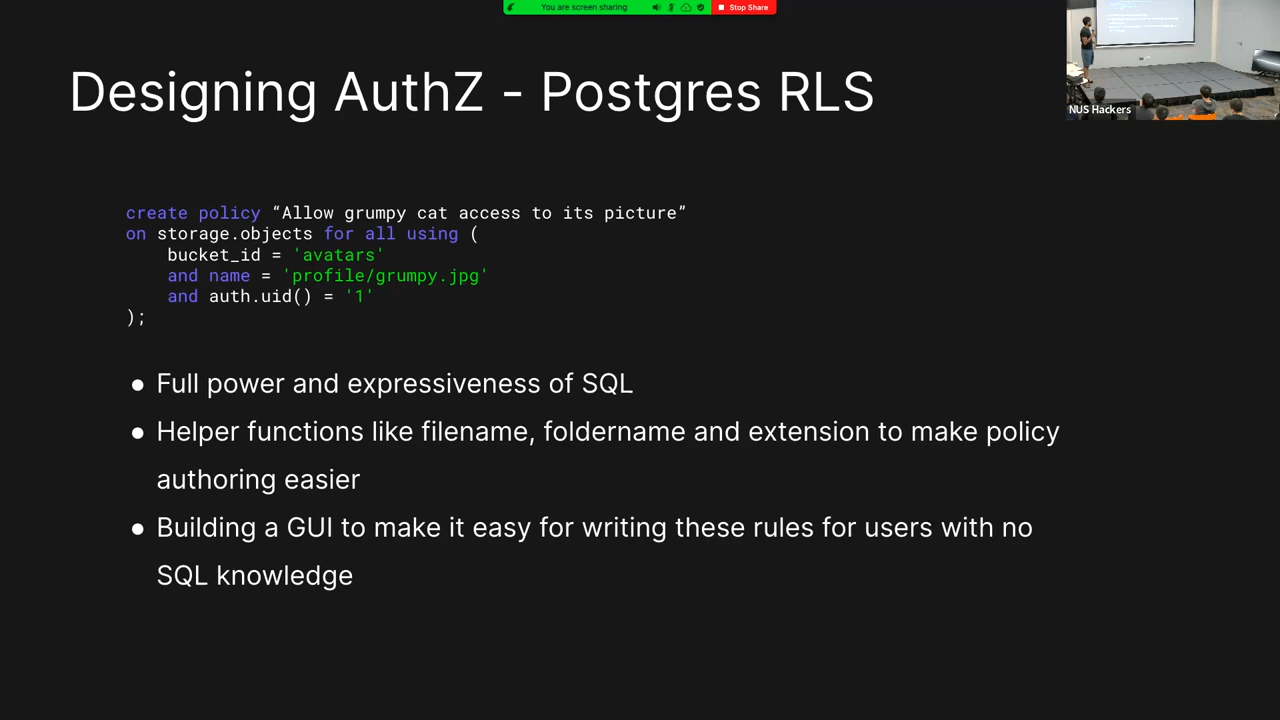 You are screen sharing
Stop Share
Designing AuthZ - Postgres RLS
NUS Hackers
create policy “Allow grumpy cat access to its picture”
on storage.objects for all using (
bucket_id = 'avatars'
and name = 'profile/grumpy.jpg'
and auth.uid() = '1'
);
● Full power and expressiveness of SQL
● Helper functions like filename, foldername and extension to make policy
authoring easier
● Building a GUI to make it easy for writing these rules for users with no
SQL knowledge